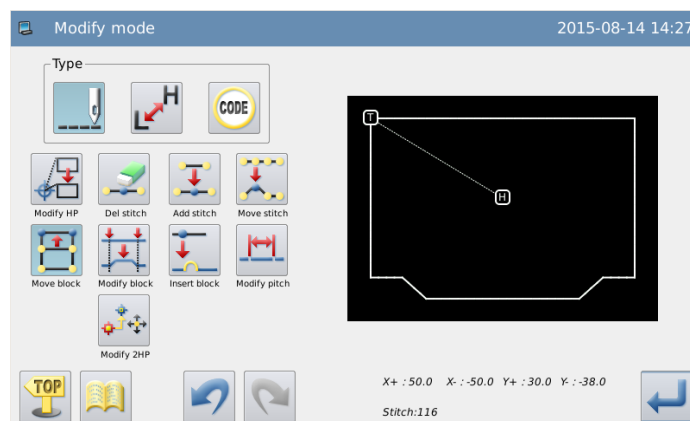 Modify mode
2015-08-14 14:27
Type
L H
CODE
Modify HP
Del stitch
Add stitch
Move stitch
Move block
Modify block
Insert block
Modify pitch
Modify 2HP
T
H
TOP
X+ : 50.0 X- : -50.0 Y+ : 30.0 Y- : -38.0
Stitch:116